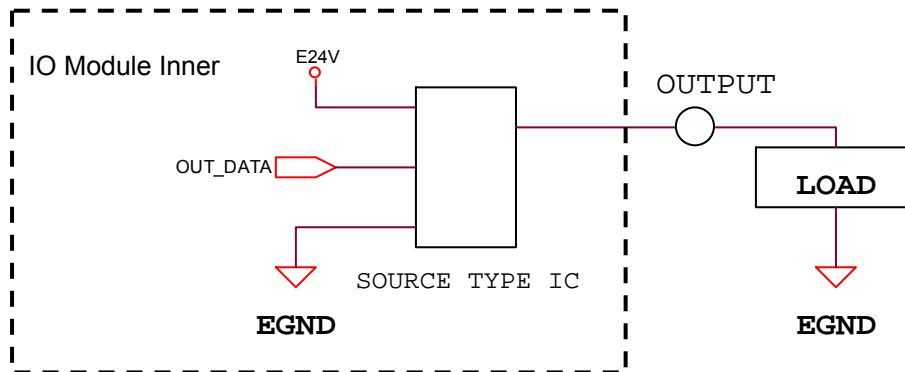 E24V
IO Module Inner
OUTPUT
OUT_DATA
LOAD
SOURCE TYPE IC
EGND
EGND